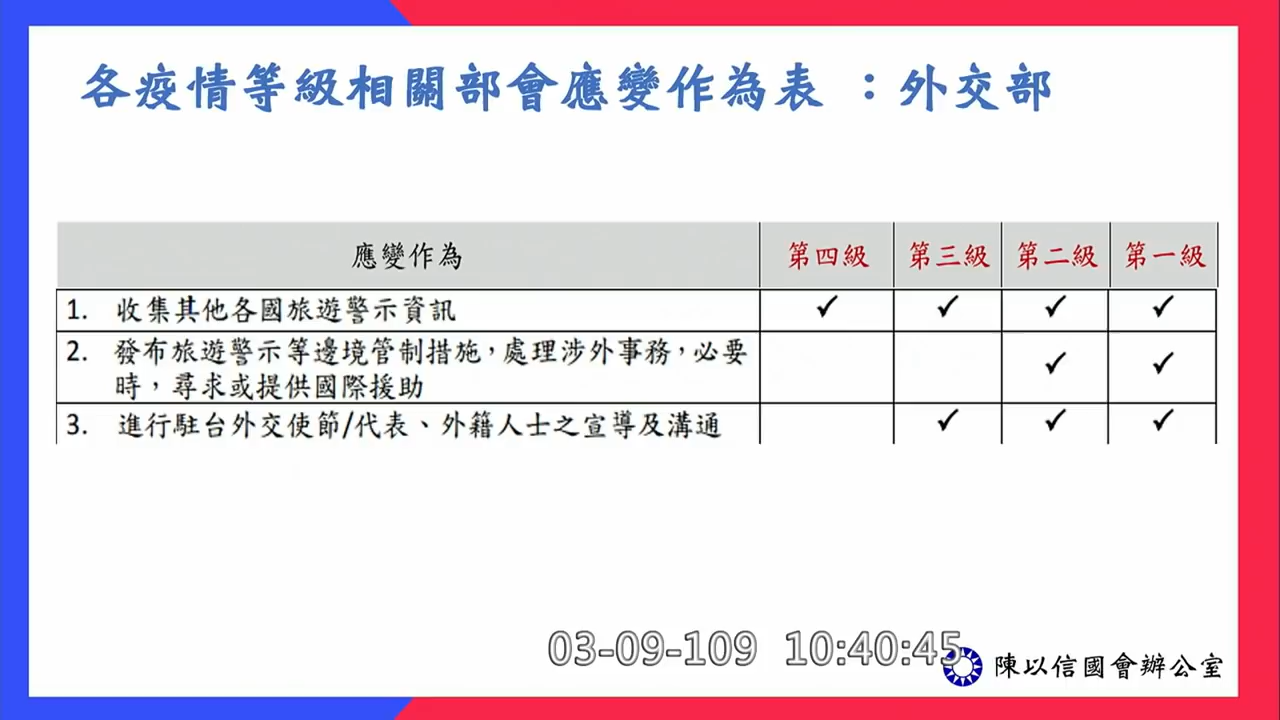 各疫情等級相關部會應變作為表 ：外交部
應變作為 第四級 第三級 第二級 第一級
1. 收集其他各國旅遊警示資訊 ✓ ✓ ✓ ✓
2. 發布旅遊警示等邊境管制措施，處理涉外事務，必要
時，尋求或提供國際援助 ✓ ✓
3. 進行駐台外交使節/代表、外籍人士之宣導及溝通 ✓ ✓ ✓
03-09-109 10:40:45
陳以信國會辦公室